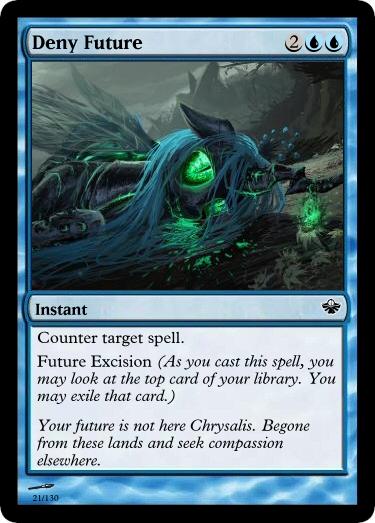 Deny Future 2
Instant
Counter target spell.
Future Excision (As you cast this spell, you
may look at the top card of your library. You
may exile that card.)
Your future is not here Chrysalis. Begone
from these lands and seek compassion
elsewhere.
21/130